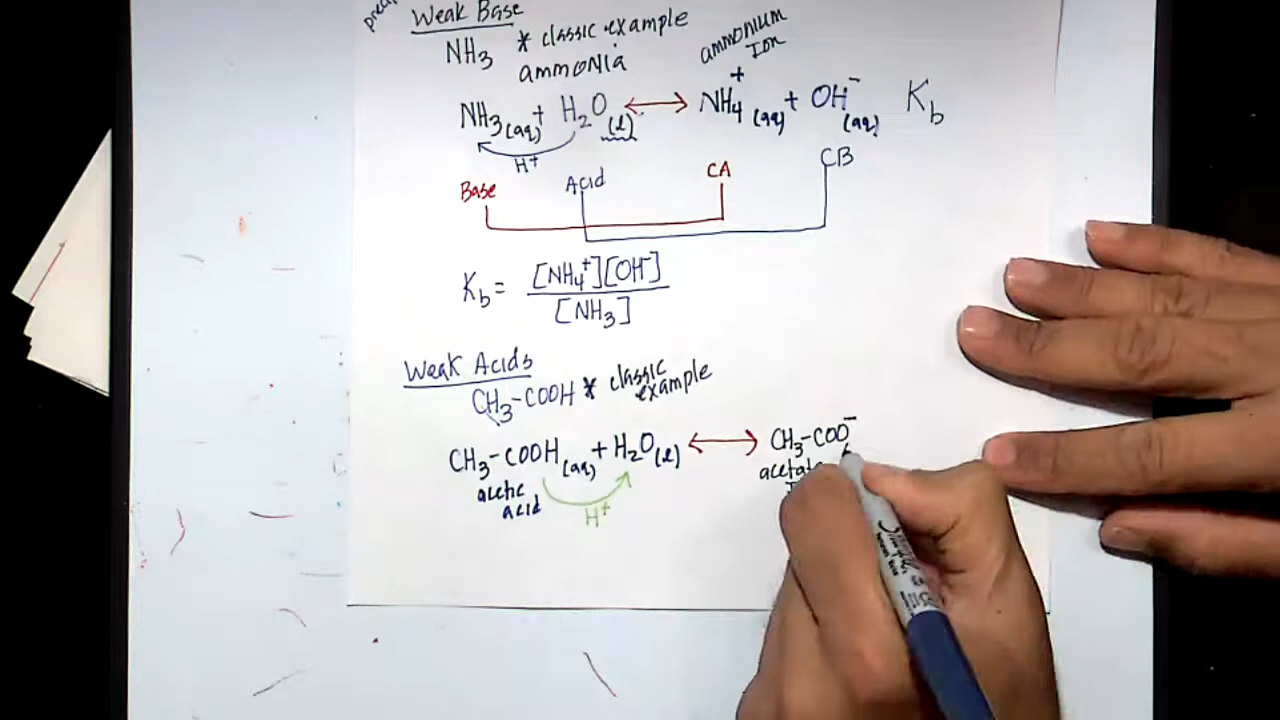 Weak Base
NH3 * classic example
ammonia
ammonium
Ion
NH3(aq) + H2O(l) ⟷ NH4+(aq) + OH-(aq) Kb
H+
Base Acid CA CB
Kb = [NH4+][OH-]
[NH3]
Weak Acids
CH3-COOH * classic
example
CH3-COOH(aq) + H2O(l) ⟷ CH3-COO-
acetic
acid
H+